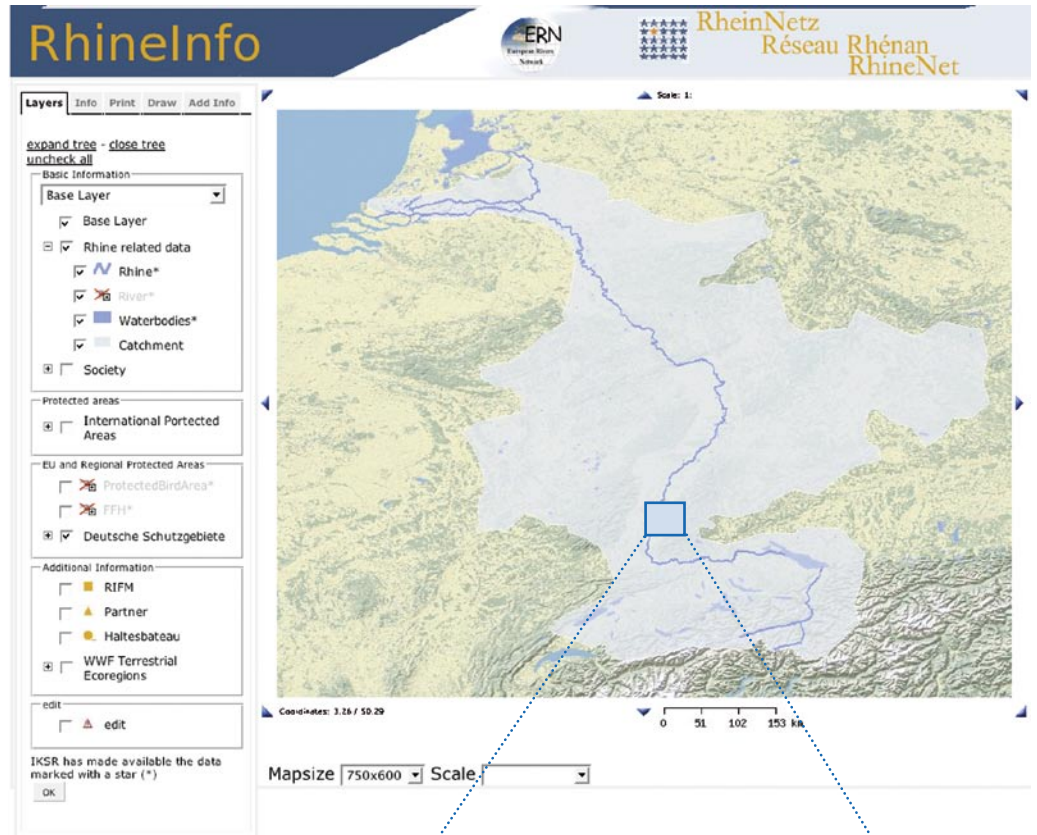 RhineInfo
ERN
European Rivers
Network
RheinNetz
Réseau Rhénan
RhineNet
Layers Info Print Draw Add Info
expand tree - close tree
uncheck all
Basic Information
Base Layer
Base Layer
Rhine related data
Rhine*
River*
Waterbodies*
Catchment
Society
Protected areas
International Portected
Areas
EU and Regional Protected Areas
ProtectedBirdArea*
FFH*
Deutsche Schutzgebiete
Additional Information
RIFM
Partner
Haltesbateau
WWF Terrestrial
Ecoregions
edit
edit
IKSR has made available the data
marked with a star (*)
OK
Scale: 1:
Coordinates: 3.26 / 50.29
0 51 102 153 km
Mapsize 750x600 Scale